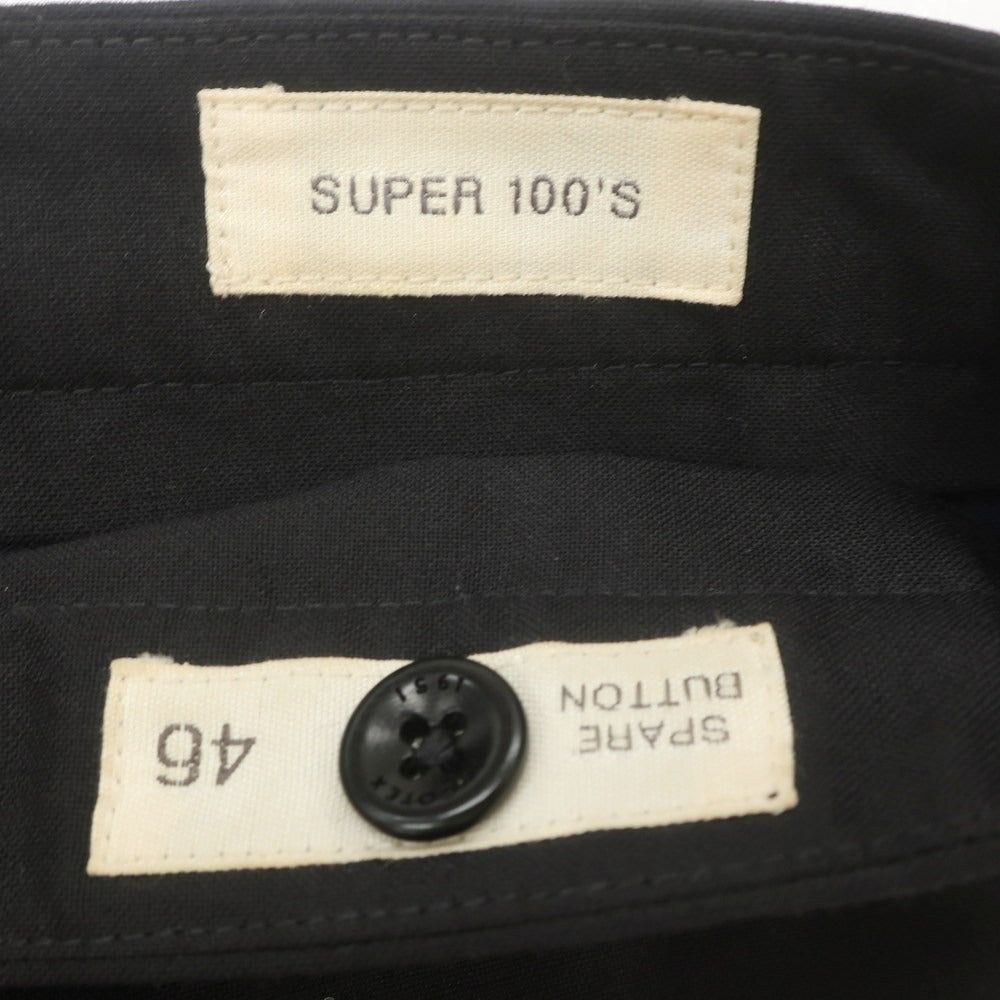 SUPER 100'S
SPARE
BUTTON
46
1951